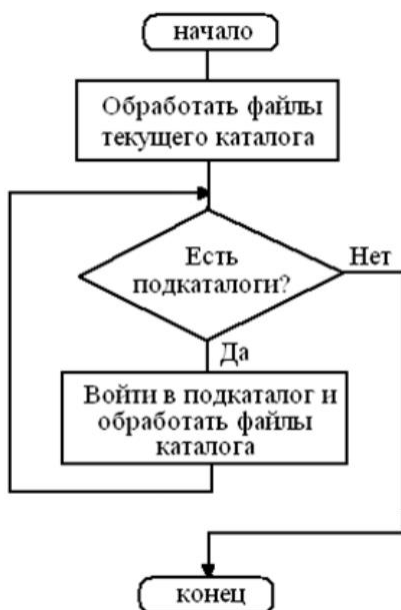 начало
Обработать файлы
текущего каталога
Есть
подкаталоги?
Нет
Да
Войти в подкаталог и
обработать файлы
каталога
конец